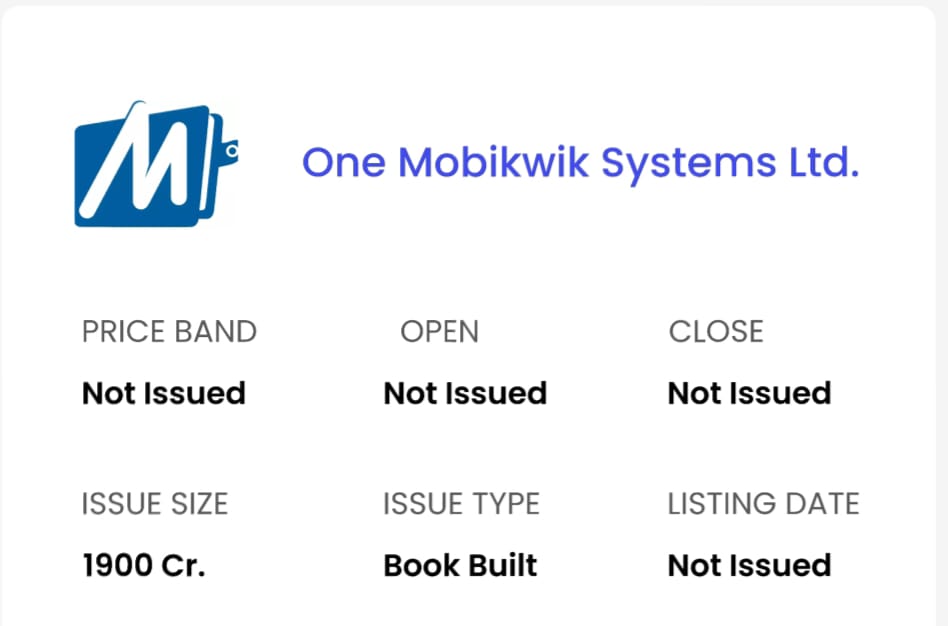 One Mobikwik Systems Ltd.
PRICE BAND OPEN CLOSE
Not Issued Not Issued Not Issued
ISSUE SIZE ISSUE TYPE LISTING DATE
1900 Cr. Book Built Not Issued